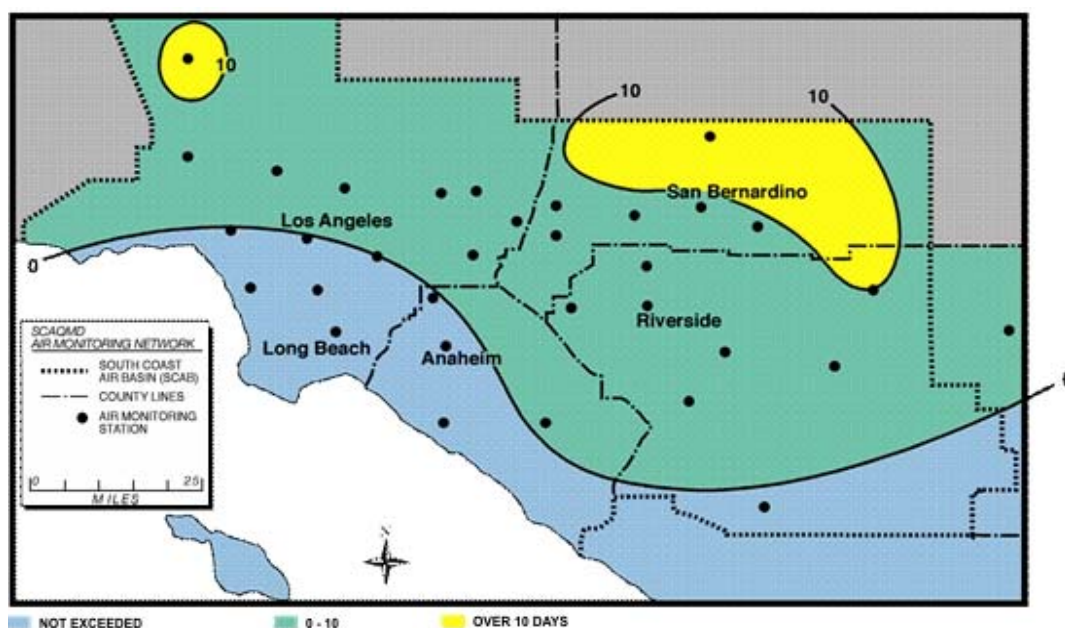 10
10
10
San Bernardino
Los Angeles
0
Riverside
Long Beach
Anaheim
SCAQMD
AIR MONITORING NETWORK
SOUTH COAST
AIR BASIN (SCAB)
COUNTY LINES
AIR MONITORING
STATION
0 25
MILES
NOT EXCEEDED 0 - 10 OVER 10 DAYS